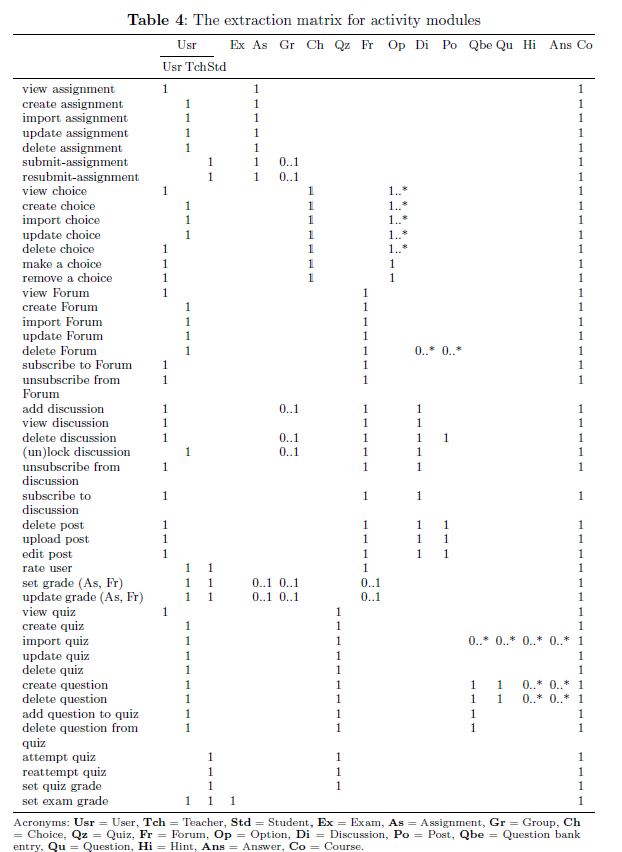 Table 4: The extraction matrix for activity modules
Usr Ex As Gr Ch Qz Fr Op Di Po Qbe Qu Hi Ans Co
Usr Tch Std
view assignment 1 1 1
create assignment 1 1 1
import assignment 1 1 1
update assignment 1 1 1
delete assignment 1 1 1
submit-assignment 1 1 0..1 1
resubmit-assignment 1 1 0..1 1
view choice 1 1 1..* 1
create choice 1 1 1..* 1
import choice 1 1 1..* 1
update choice 1 1 1..* 1
delete choice 1 1 1..* 1
make a choice 1 1 1 1
remove a choice 1 1 1 1
view Forum 1 1 1
create Forum 1 1 1
import Forum 1 1 1
update Forum 1 1 1
delete Forum 1 1 0..* 0..* 1
subscribe to Forum 1 1 1
unsubscribe from 1 1 1
Forum
add discussion 1 0..1 1 1 1
view discussion 1 1 1 1
delete discussion 1 0..1 1 1 1 1
(un)lock discussion 1 0..1 1 1 1
unsubscribe from 1 1 1 1
discussion
subscribe to 1 1 1 1
discussion
delete post 1 1 1 1 1
upload post 1 1 1 1 1
edit post 1 1 1 1 1
rate user 1 1 1 1
set grade (As, Fr) 1 1 0..1 0..1 0..1 1
update grade (As, Fr) 1 1 0..1 0..1 0..1 1
view quiz 1 1 1
create quiz 1 1 1
import quiz 1 1 0..* 0..* 0..* 0..* 1
update quiz 1 1 1
delete quiz 1 1 1
create question 1 1 1 1 0..* 0..* 1
delete question 1 1 1 1 0..* 0..* 1
add question to quiz 1 1 1 1
delete question from 1 1 1 1
quiz
attempt quiz 1 1 1
reattempt quiz 1 1 1
set quiz grade 1 1 1
set exam grade 1 1 1 1
Acronyms: Usr = User, Tch = Teacher, Std = Student, Ex = Exam, As = Assignment, Gr = Group, Ch
= Choice, Qz = Quiz, Fr = Forum, Op = Option, Di = Discussion, Po = Post, Qbe = Question bank
entry, Qu = Question, Hi = Hint, Ans = Answer, Co = Course.